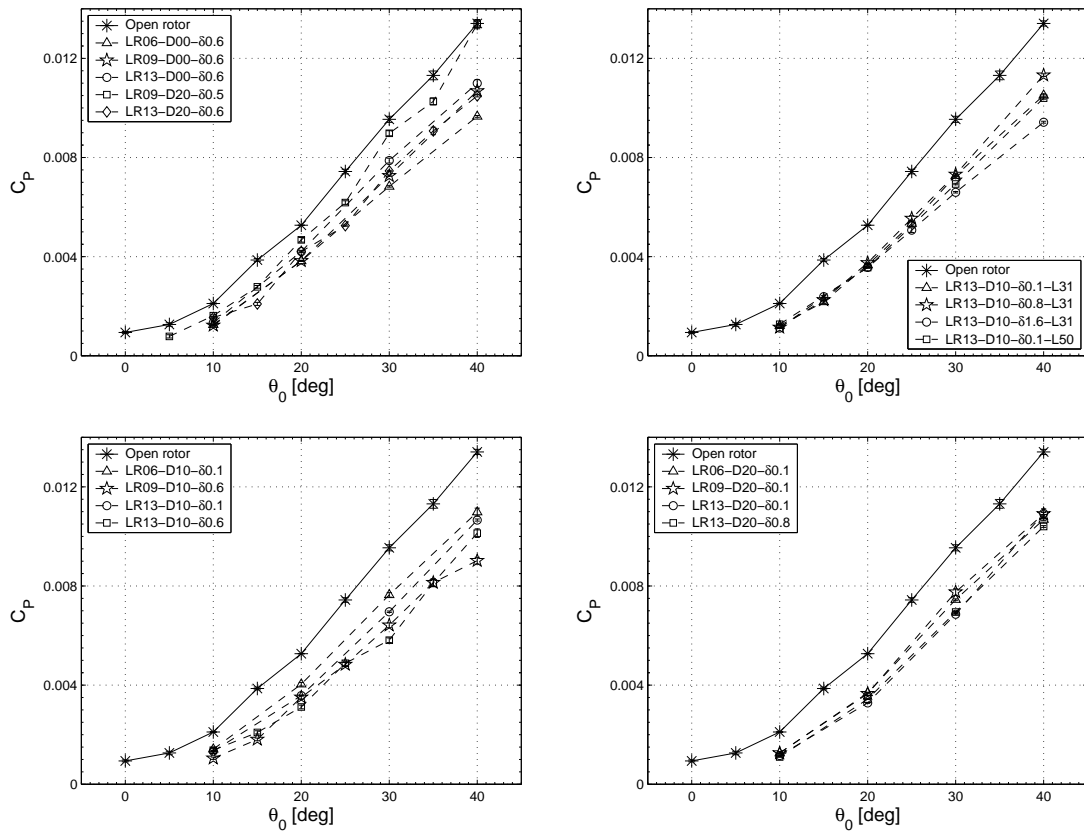 0.012
0.008
0.004
0
C_P
Open rotor
LR06−D00−δ0.6
LR09−D00−δ0.6
LR13−D00−δ0.6
LR09−D20−δ0.5
LR13−D20−δ0.6
0 10 20 30 40
θ_0 [deg]
0.012
0.008
0.004
0
C_P
Open rotor
LR13−D10−δ0.1−L31
LR13−D10−δ0.8−L31
LR13−D10−δ1.6−L31
LR13−D10−δ0.1−L50
0 10 20 30 40
θ_0 [deg]
0.012
0.008
0.004
0
C_P
Open rotor
LR06−D10−δ0.1
LR09−D10−δ0.6
LR13−D10−δ0.1
LR13−D10−δ0.6
0 10 20 30 40
θ_0 [deg]
0.012
0.008
0.004
0
C_P
Open rotor
LR06−D20−δ0.1
LR09−D20−δ0.1
LR13−D20−δ0.1
LR13−D20−δ0.8
0 10 20 30 40
θ_0 [deg]